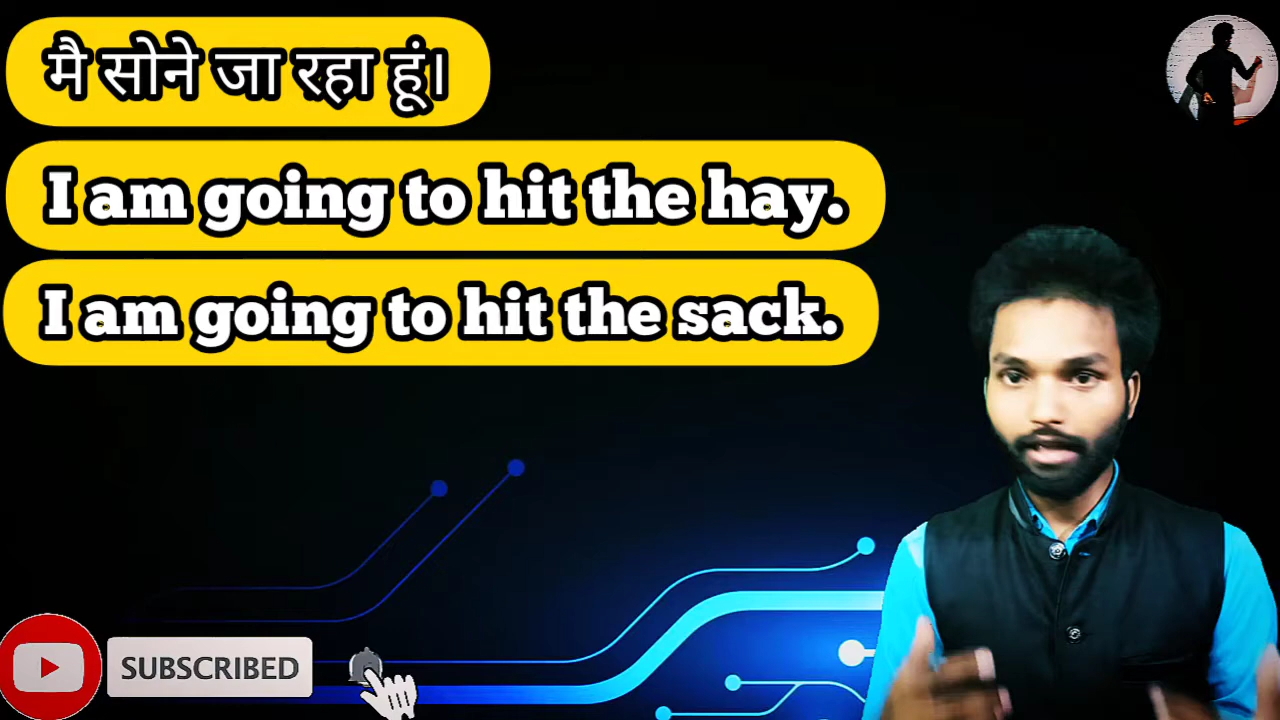 मै सोने जा रहा हूं।
I am going to hit the hay.
I am going to hit the sack.
SUBSCRIBED